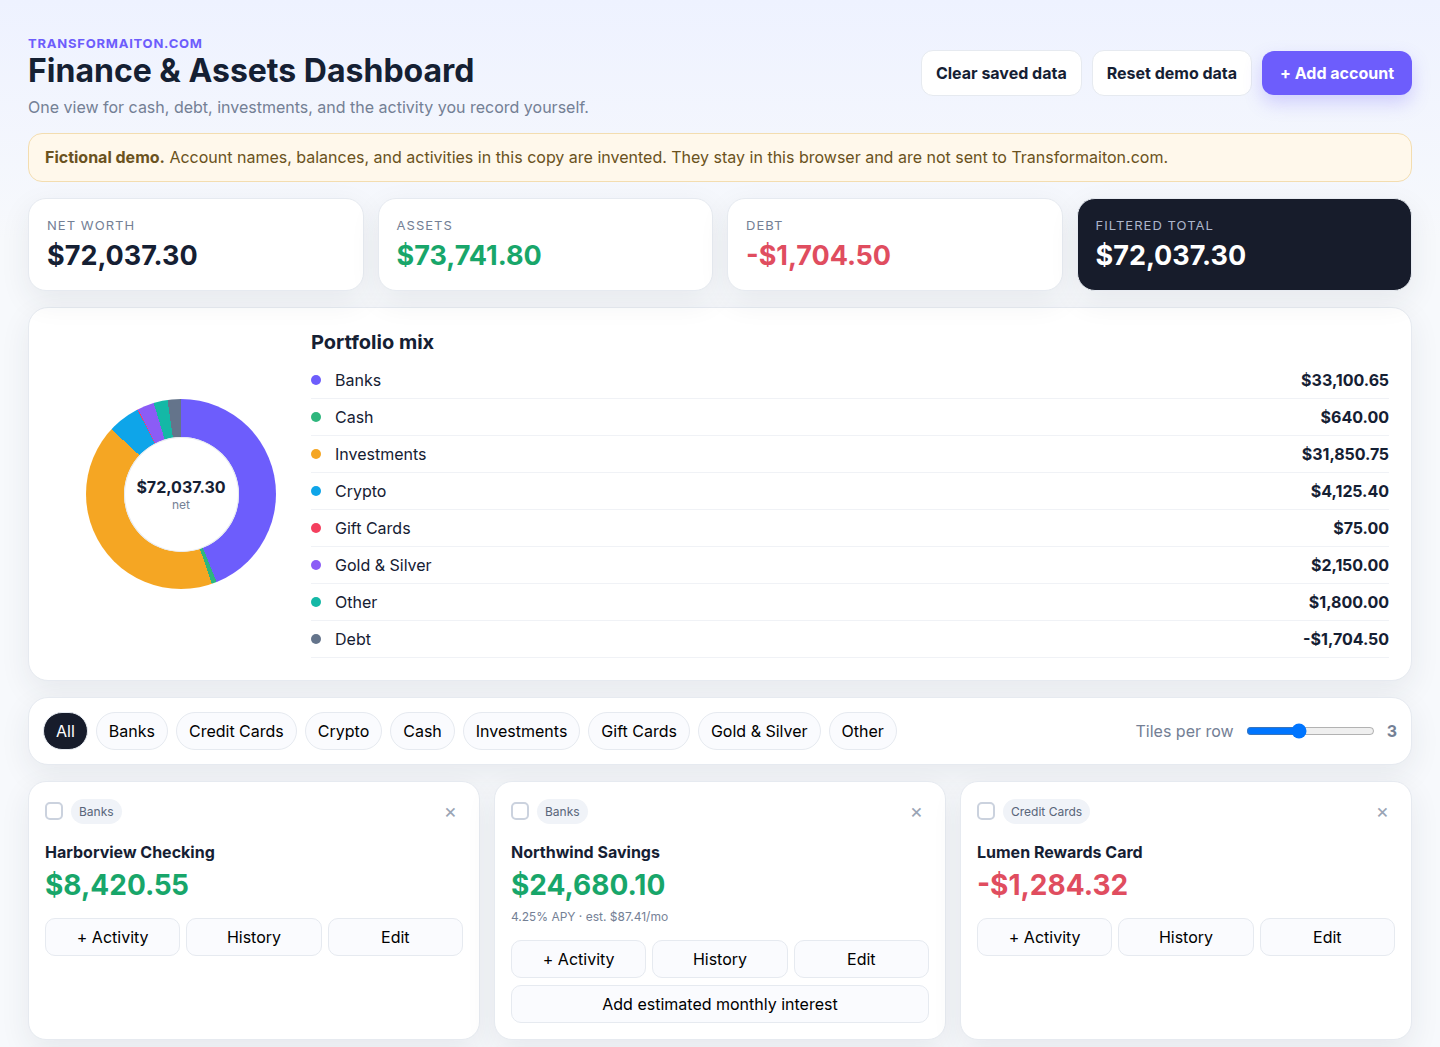 TRANSFORMAITON.COM
Finance & Assets Dashboard
One view for cash, debt, investments, and the activity you record yourself.
Clear saved data
Reset demo data
+ Add account
Fictional demo. Account names, balances, and activities in this copy are invented. They stay in this browser and are not sent to Transformaiton.com.
NET WORTH
$72,037.30
ASSETS
$73,741.80
DEBT
-$1,704.50
FILTERED TOTAL
$72,037.30
$72,037.30
net
Portfolio mix
Banks $33,100.65
Cash $640.00
Investments $31,850.75
Crypto $4,125.40
Gift Cards $75.00
Gold & Silver $2,150.00
Other $1,800.00
Debt -$1,704.50
All Banks Credit Cards Crypto Cash Investments Gift Cards Gold & Silver Other
Tiles per row 3
Banks ×
Harborview Checking
$8,420.55
+ Activity History Edit
Banks ×
Northwind Savings
$24,680.10
4.25% APY · est. $87.41/mo
+ Activity History Edit
Add estimated monthly interest
Credit Cards ×
Lumen Rewards Card
-$1,284.32
+ Activity History Edit